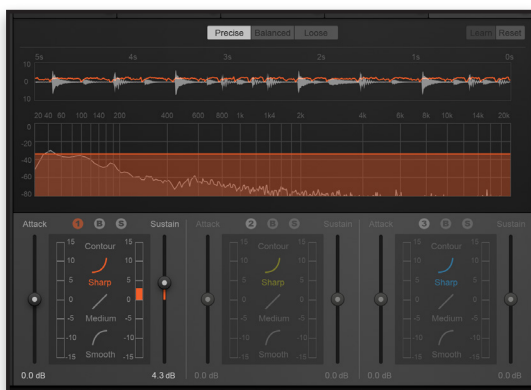 Precise Balanced Loose Learn Reset
5s 4s 3s 2s 1s 0s
10
0
10
20 40 60 100 200 400 600 800 1k 1k4 2k 4k 6k 8k 10k 14k 20k
0
-20
-40
-60
-80
Attack 1 B S Sustain Attack 2 B S Sustain Attack 3 B S Sustain
15 Contour 15 15 Contour 15 15 Contour 15
10 10 10 10 10 10
5 Sharp 5 5 Sharp 5 5 Sharp 5
0 0 0 0 0 0
-5 Medium -5 -5 Medium -5 -5 Medium -5
-10 -10 -10 -10 -10 -10
-15 Smooth -15 -15 Smooth -15 -15 Smooth -15
0.0 dB 4.3 dB 0.0 dB 0.0 dB 0.0 dB 0.0 dB